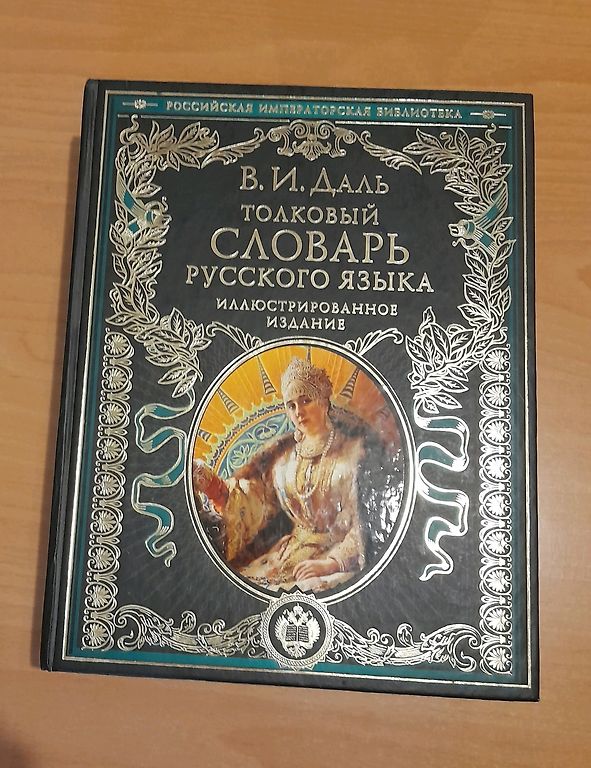 РОССИЙСКАЯ ИМПЕРАТОРСКАЯ БИБЛИОТЕКА
В. И. ДАЛЬ
ТОЛКОВЫЙ
СЛОВАРЬ
РУССКОГО ЯЗЫКА
ИЛЛЮСТРИРОВАННОЕ
ИЗДАНИЕ